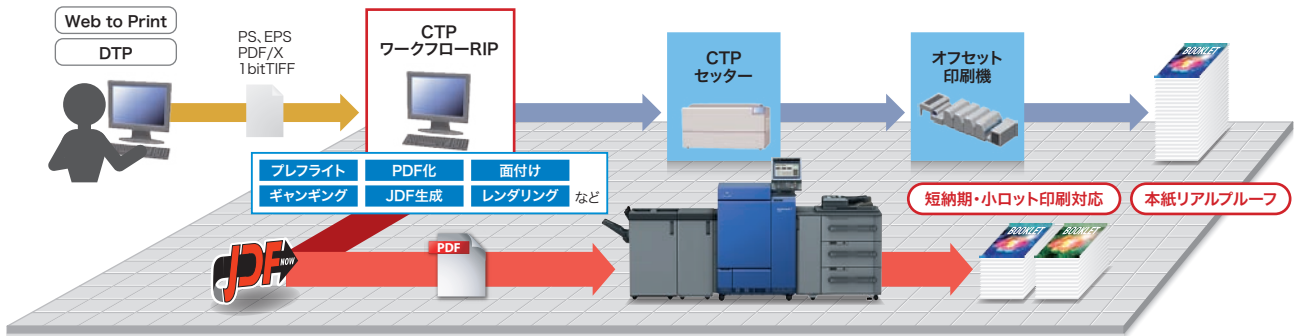 Web to Print
DTP
PS、EPS
PDF/X
1bitTIFF
CTP
ワークフローRIP
CTP
セッター
オフセット
印刷機
BOOKLET
プレフライト
PDF化
面付け
ギャンギング
JDF生成
レンダリング
など
短納期・小ロット印刷対応
本紙リアルプルーフ
JDF
NOW
PDF
BOOKLET
BOOKLET